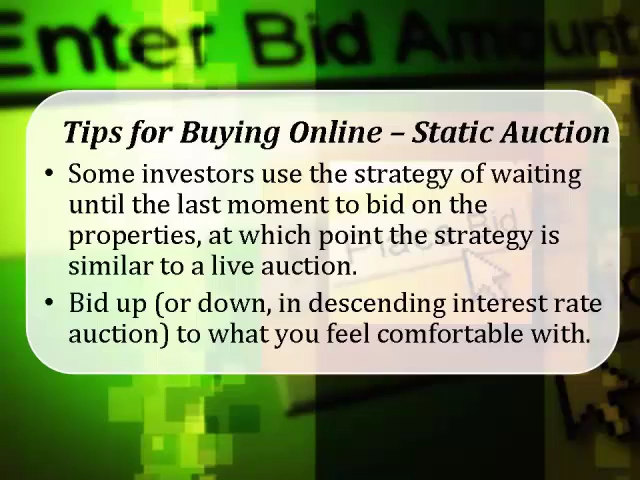 Enter Bid Amount
Tips for Buying Online – Static Auction
• Some investors use the strategy of waiting
until the last moment to bid on the
properties, at which point the strategy is
similar to a live auction.
• Bid up (or down, in descending interest rate
auction) to what you feel comfortable with.
Place Bid